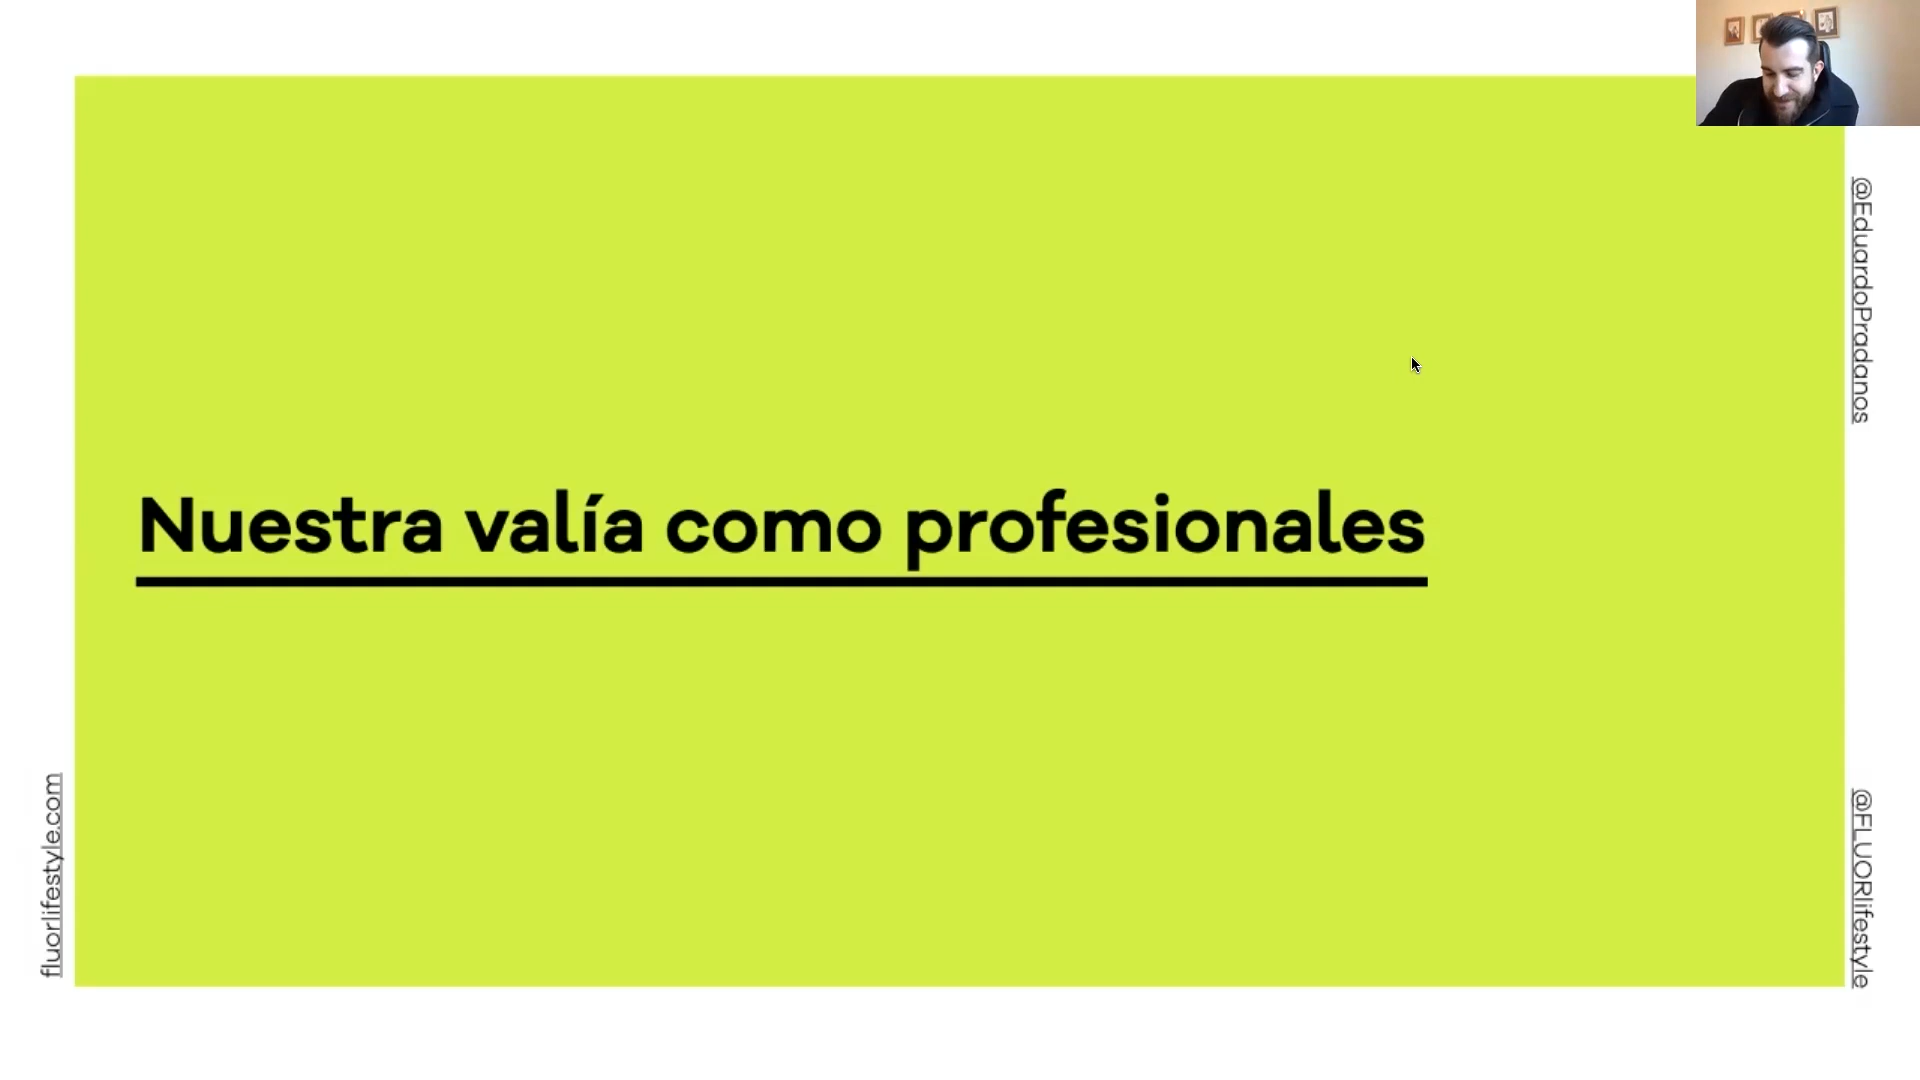 @EduardoPradanos
Nuestra valía como profesionales
fluorlifestyle.com
@FLUORlifestyle